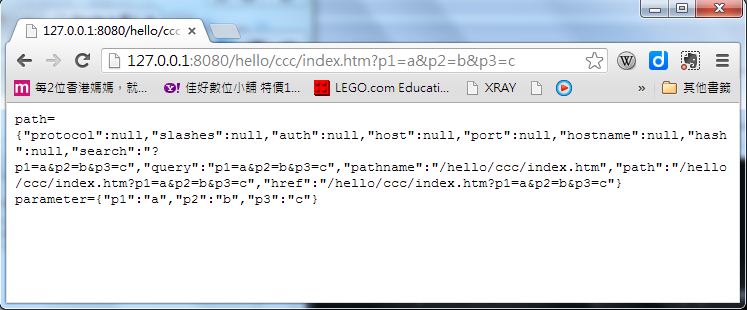 127.0.0.1:8080/hello/cc
127.0.0.1:8080/hello/ccc/index.htm?p1=a&p2=b&p3=c
每2位香港媽媽，就... 佳好數位小舖 特價1... LEGO.com Educati... XRAY » 其他書籤
path=
{"protocol":null,"slashes":null,"auth":null,"host":null,"port":null,"hostname":null,"hash
":null,"search":"?
p1=a&p2=b&p3=c","query":"p1=a&p2=b&p3=c","pathname":"/hello/ccc/index.htm","path":"/hello
/ccc/index.htm?p1=a&p2=b&p3=c","href":"/hello/ccc/index.htm?p1=a&p2=b&p3=c"}
parameter={"p1":"a","p2":"b","p3":"c"}